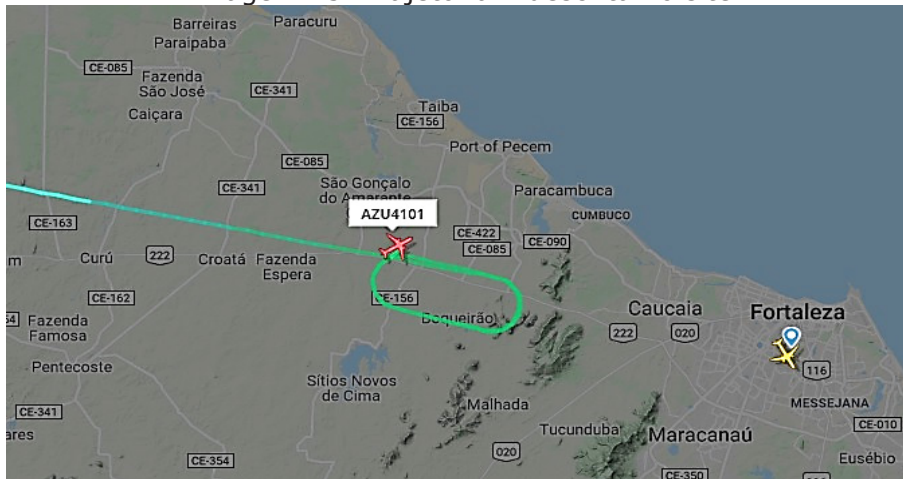 Barreiras
Paracuru
Paraipaba
CE-085
Fazenda
São José
CE-341
Caiçara
Taiba
CE-156
CE-085
Port of Pecem
CE-341
São Gonçalo
do Amarante
Paracambuca
AZU4101
CUMBUCO
CE-163
CE-422
CE-085
CE-090
m
Curú
222
Croatá
Fazenda
Espera
CE-162
CE-156
Boqueirão
Caucaia
Fortaleza
Fazenda
Famosa
222
020
116
Pentecoste
Sítios Novos
de Cima
MESSEJANA
CE-341
Malhada
CE-010
ares
Tucunduba
Maracanaú
020
Eusébio
CE-354
CE-350